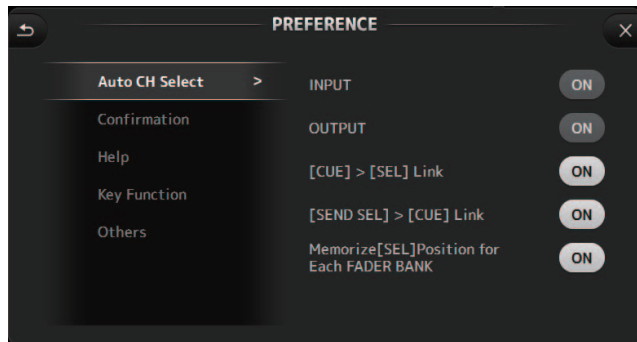 PREFERENCE
Auto CH Select >
Confirmation
Help
Key Function
Others
INPUT ON
OUTPUT ON
[CUE] > [SEL] Link ON
[SEND SEL] > [CUE] Link ON
Memorize[SEL]Position for
Each FADER BANK ON